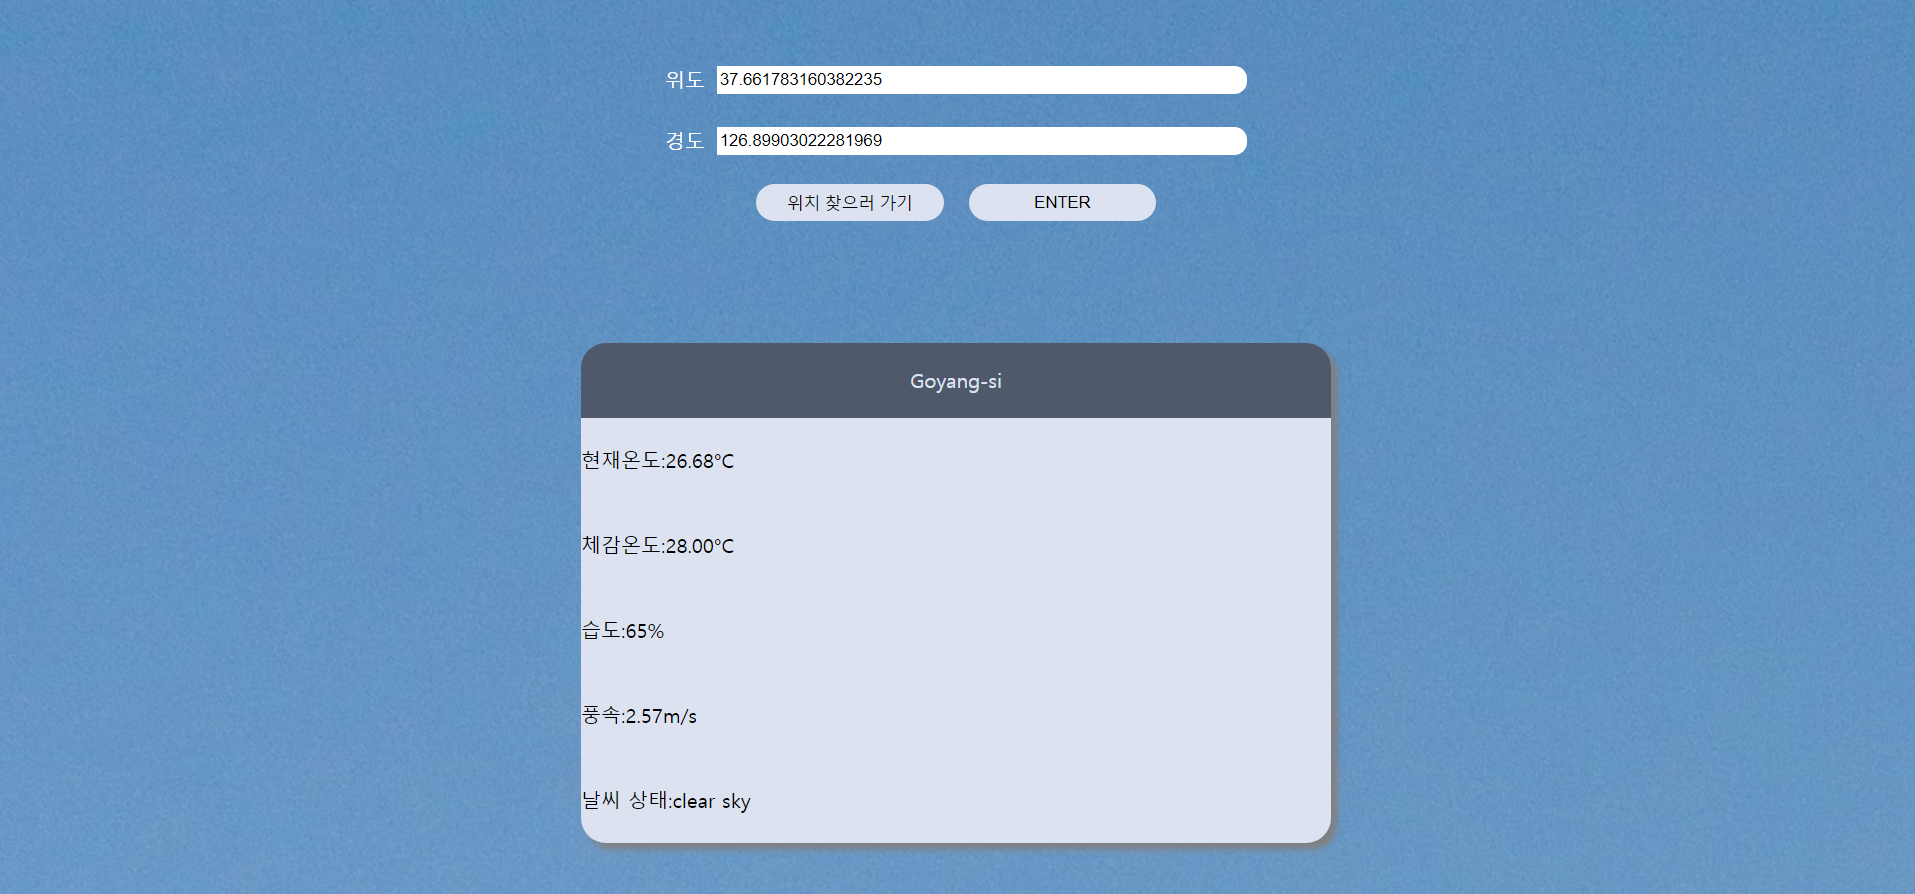 위도 37.661783160382235
경도 126.89903022281969
위치 찾으러 가기 ENTER
Goyang-si
현재온도:26.68°C
체감온도:28.00°C
습도:65%
풍속:2.57m/s
날씨 상태:clear sky